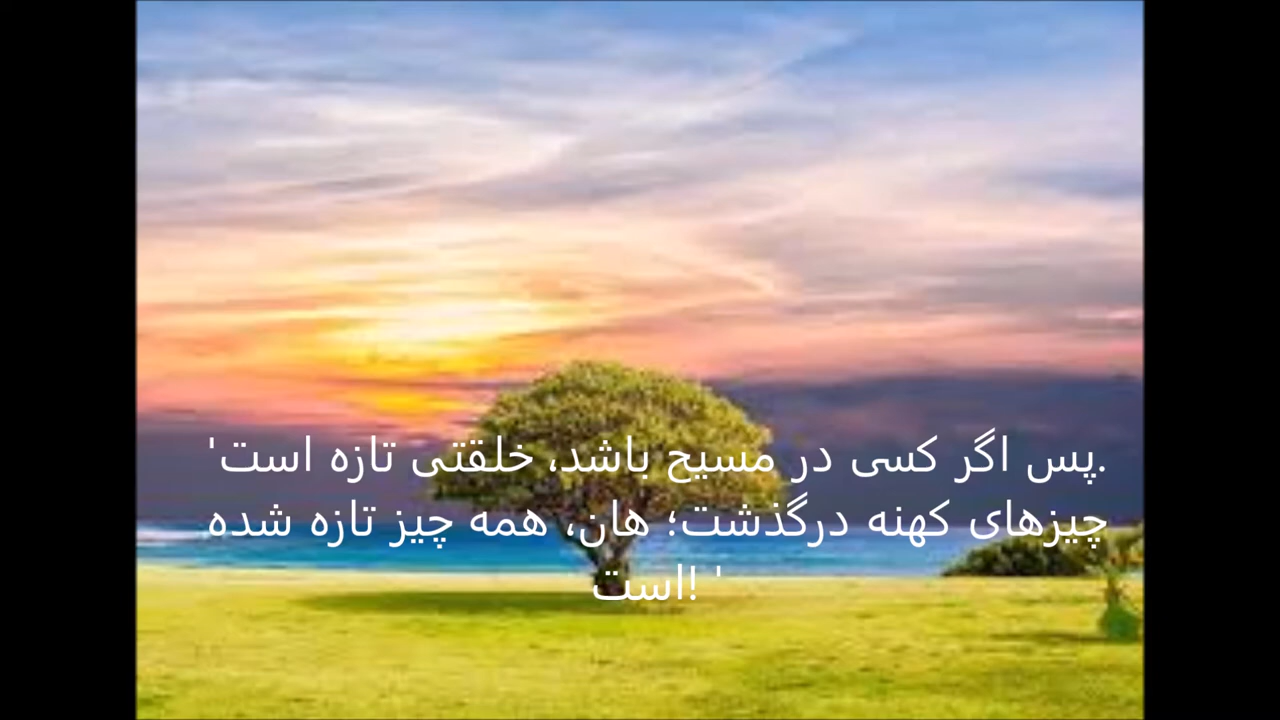 'پس اگر کسی در مسیح باشد، خلقتی تازه است.
چیزهای کهنه درگذشت؛ هان، همه چیز تازه شده
است! '